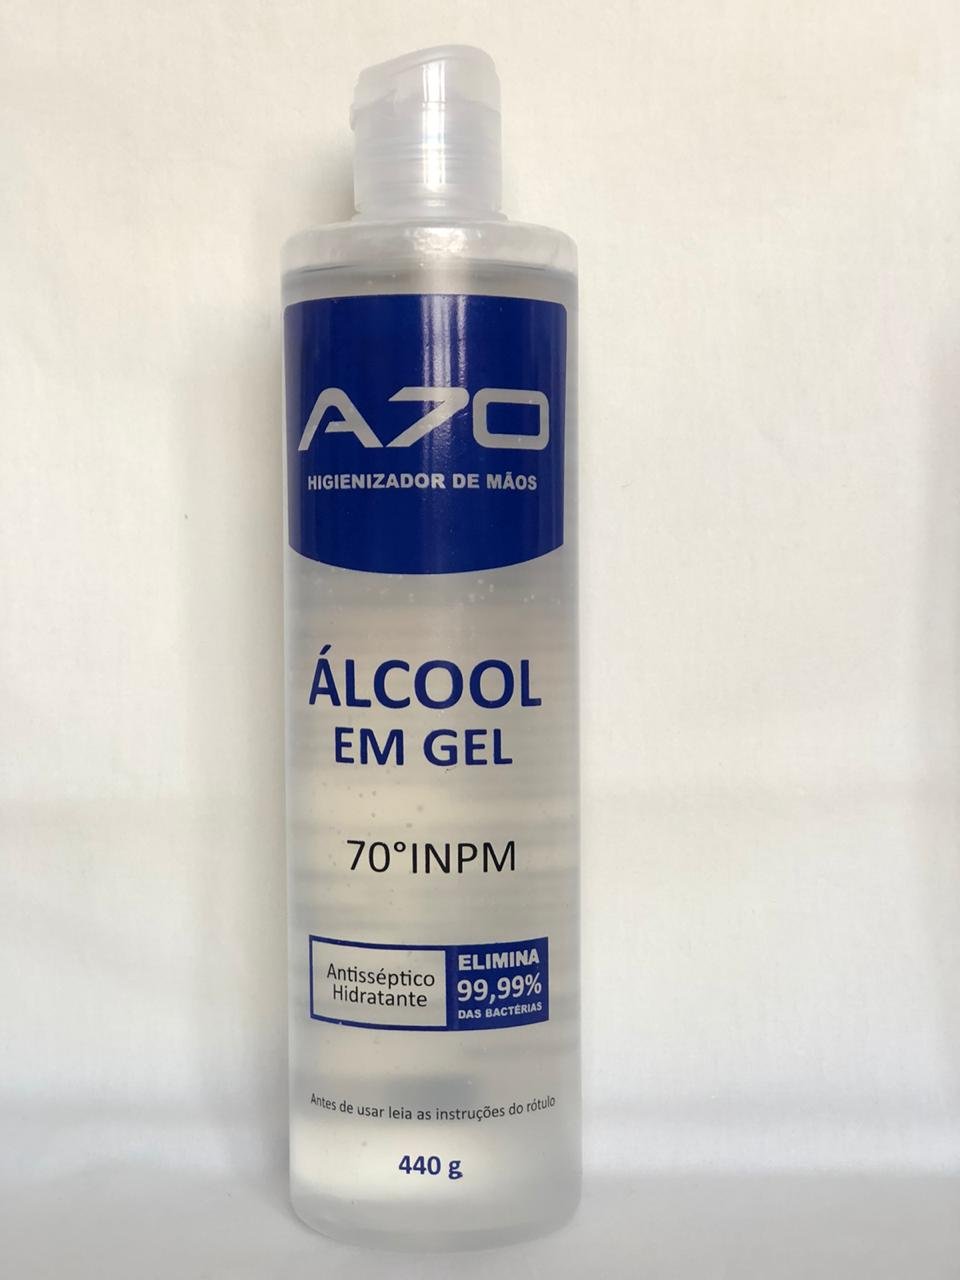 A70
HIGIENIZADOR DE MÃOS
ÁLCOOL
EM GEL
70°INPM
Antisséptico
Hidratante
ELIMINA
99,99%
DAS BACTÉRIAS
Antes de usar leia as instruções do rótulo
440 g